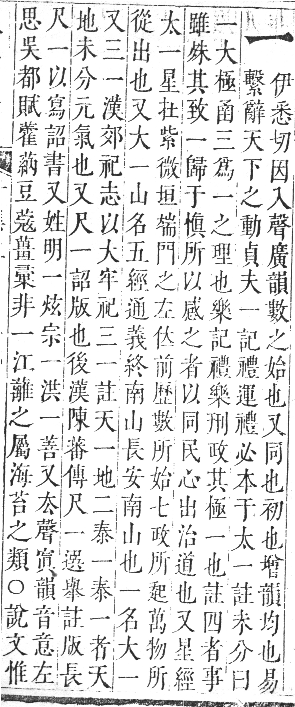 一
伊悉切因入聲廣韻數之始也又同也初也增韻均也易
繫辭天下之動貞夫一記禮運禮必本于太一註未分曰
一大極圅三爲一之理也樂記禮樂刑政其極一也註四者事
雖殊其致一歸于愼所以感之者以同民心出治道也又星經
太一星在紫微垣端門之左伏前歷數所始七政所起萬物所
從出也又大一山名五經通義終南山長安南山也一名大一
又三一漢郊祀志以大牢祀三一註天一地二泰一泰一者天
地未分元氣也又尺一詔版也後漢陳蕃傳尺一選舉註版長
尺一以寫詔書又姓明一炫宗一洪一善又厺聲寘韻音意左
思吳都賦藿蒳豆蔻薑彚非一江蘺之屬海苔之類○說文惟